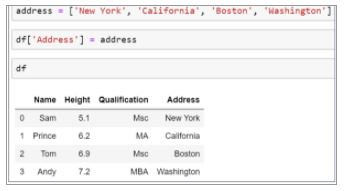 address = ['New York', 'California', 'Boston', 'Washington']
df['Address'] = address
df
Name Height Qualification Address
0 Sam 5.1 Msc New York
1 Prince 6.2 MA California
2 Tom 6.9 Msc Boston
3 Andy 7.2 MBA Washington